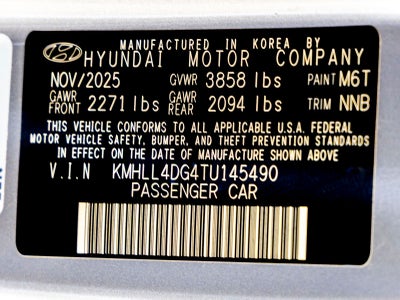 MANUFACTURED IN KOREA BY
HYUNDAI MOTOR COMPANY
NOV/2025 GVWR 3858 lbs PAINT M6T
GAWR FRONT 2271 lbs GAWR REAR 2094 lbs TRIM NNB
THIS VEHICLE CONFORMS TO ALL APPLICABLE U.S.A. FEDERAL
MOTOR VEHICLE SAFETY, BUMPER, AND THEFT PREVENTION STANDARDS
IN EFFECT ON THE DATE OF MANUFACTURE SHOWN ABOVE.
V.I.N KMHLL4DG4TU145490
PASSENGER CAR